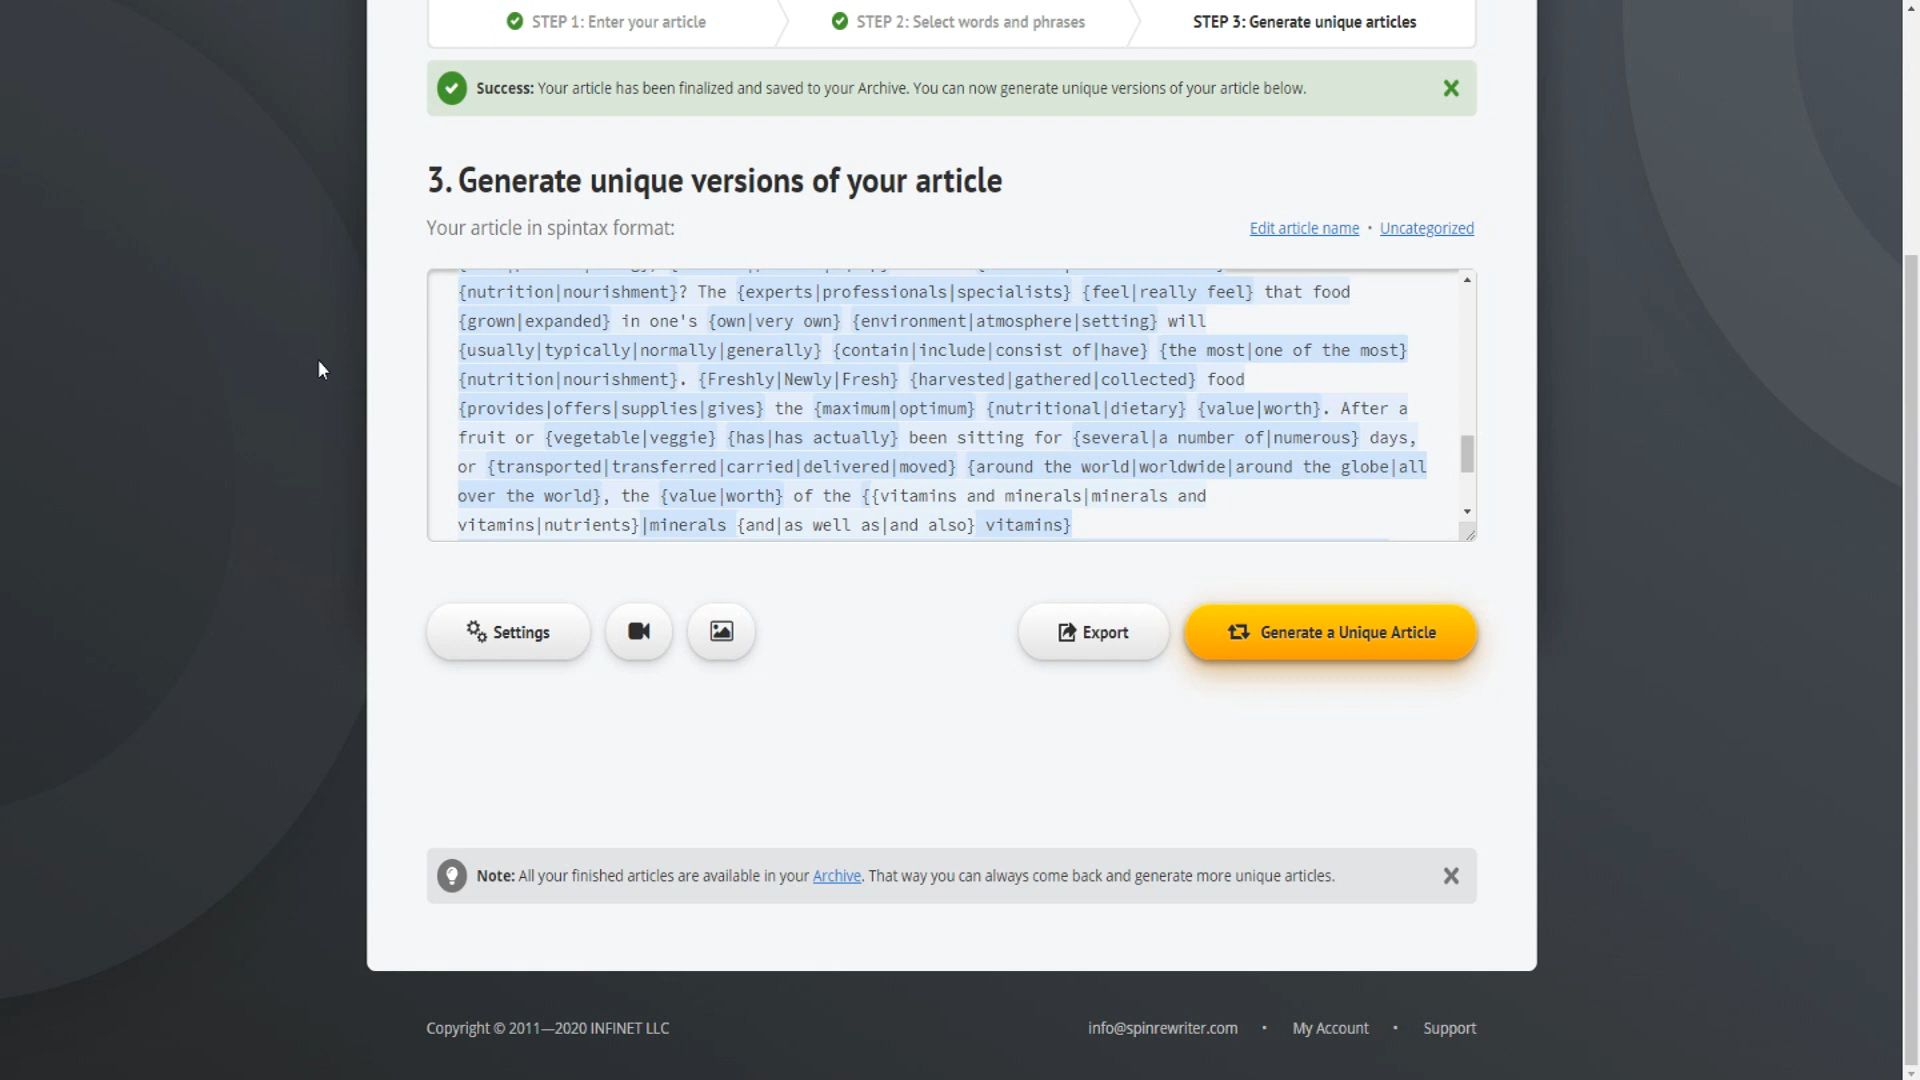 STEP 1: Enter your article
STEP 2: Select words and phrases
STEP 3: Generate unique articles
Success: Your article has been finalized and saved to your Archive. You can now generate unique versions of your article below.
3. Generate unique versions of your article
Your article in spintax format:
Edit article name • Uncategorized
{nutrition|nourishment}? The {experts|professionals|specialists} {feel|really feel} that food
{grown|expanded} in one's {own|very own} {environment|atmosphere|setting} will
{usually|typically|normally|generally} {contain|include|consist of|have} {the most|one of the most}
{nutrition|nourishment}. {Freshly|Newly|Fresh} {harvested|gathered|collected} food
{provides|offers|supplies|gives} the {maximum|optimum} {nutritional|dietary} {value|worth}. After a
fruit or {vegetable|veggie} {has|has actually} been sitting for {several|a number of|numerous} days,
or {transported|transferred|carried|delivered|moved} {around the world|worldwide|around the globe|all
over the world}, the {value|worth} of the {{vitamins and minerals|minerals and
vitamins|nutrients}|minerals {and|as well as|and also} vitamins}
Settings
Export
Generate a Unique Article
Note: All your finished articles are available in your Archive. That way you can always come back and generate more unique articles.
Copyright © 2011—2020 INFINET LLC
info@spinrewriter.com • My Account • Support